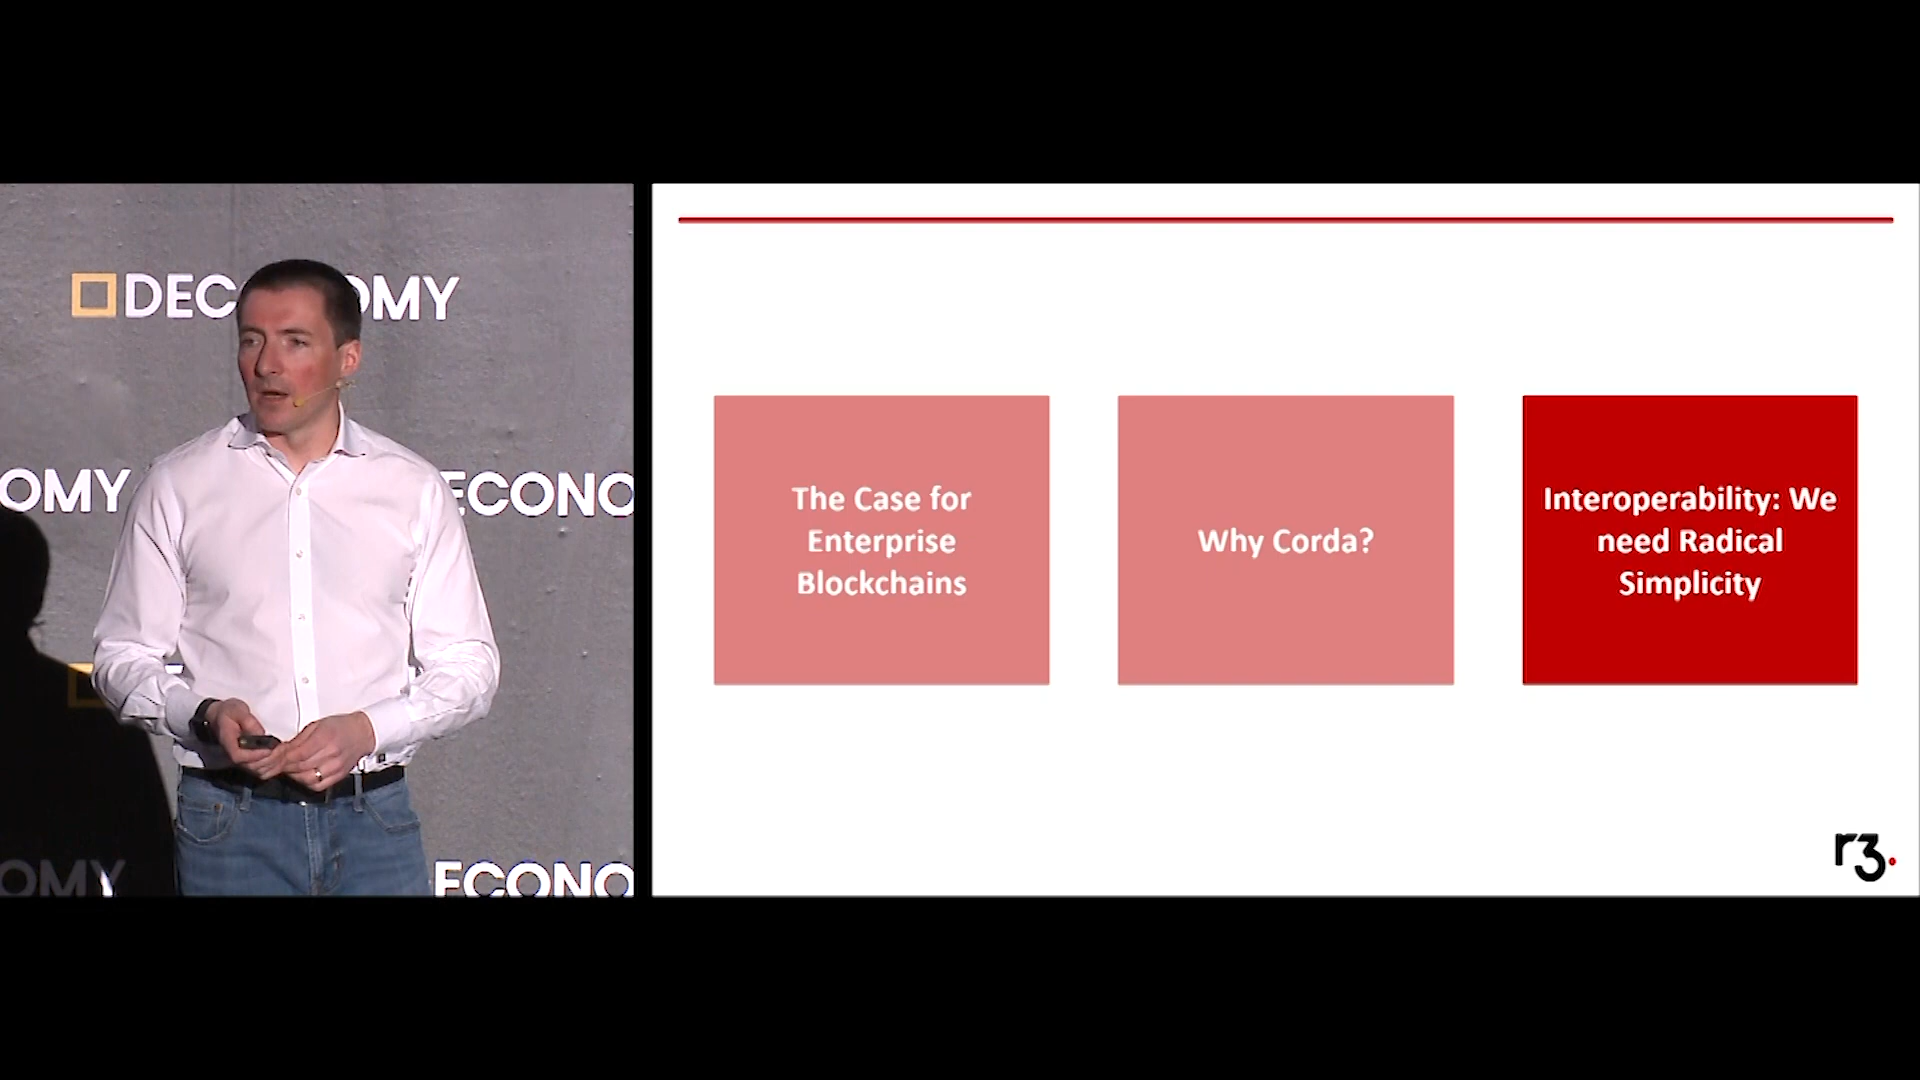 DEC OMY
OMY ECONO
OMY ECONO
The Case for
Enterprise
Blockchains
Why Corda?
Interoperability: We
need Radical
Simplicity
r3.